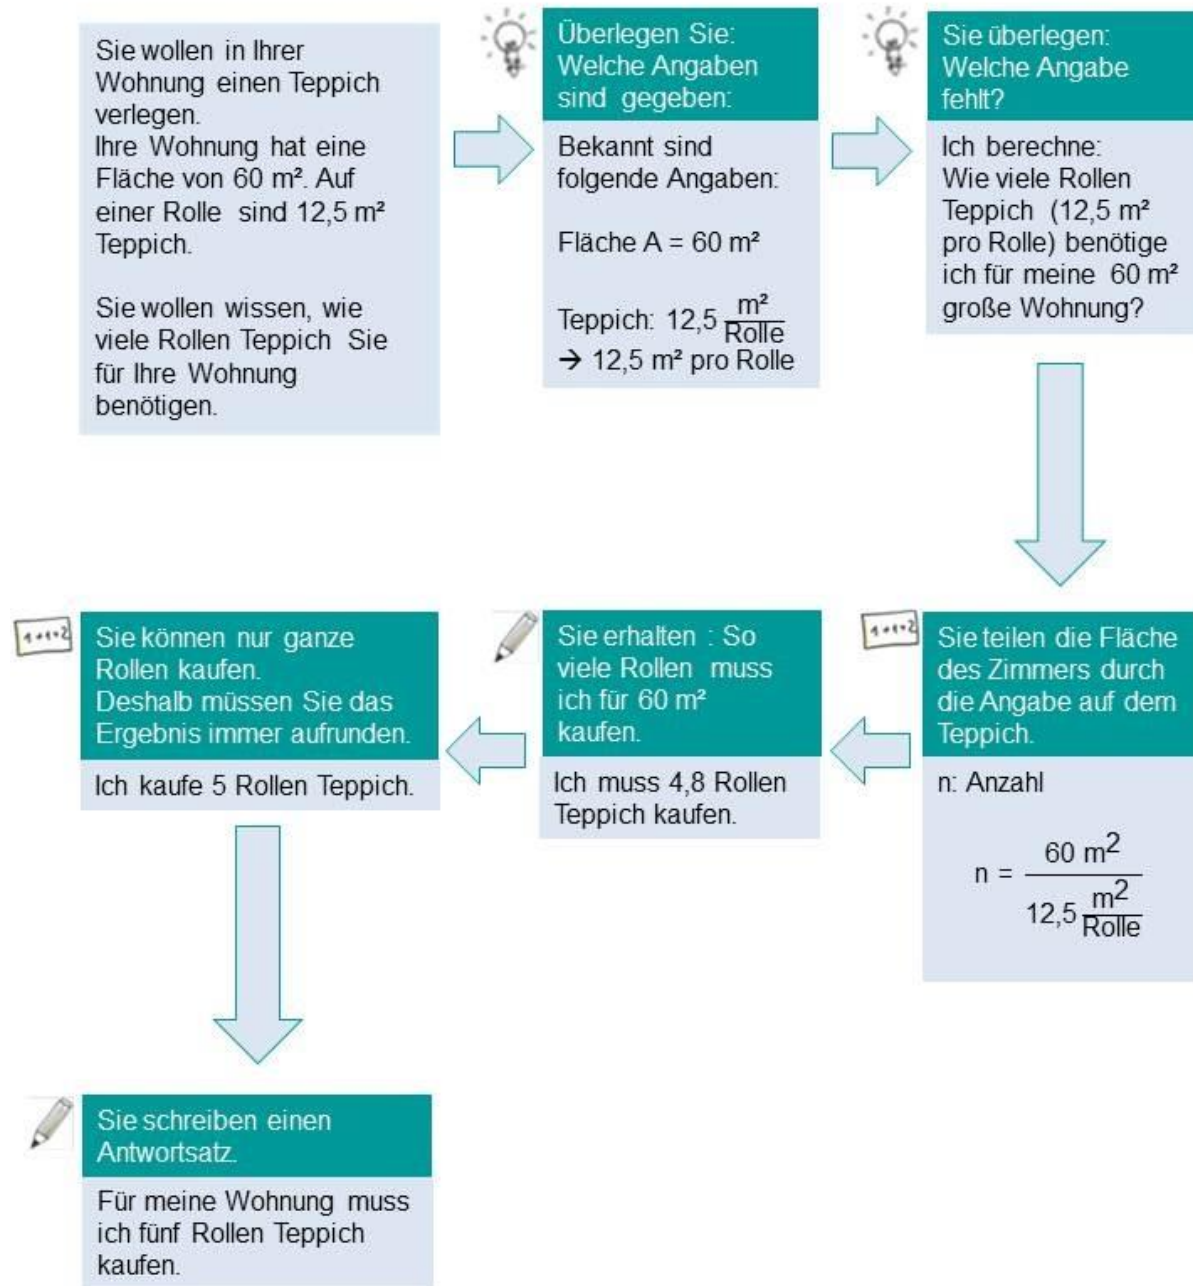 Sie wollen in Ihrer
Wohnung einen Teppich
verlegen.
Ihre Wohnung hat eine
Fläche von 60 m². Auf
einer Rolle sind 12,5 m²
Teppich.
Sie wollen wissen, wie
viele Rollen Teppich Sie
für Ihre Wohnung
benötigen.
Überlegen Sie:
Welche Angaben
sind gegeben:
Bekannt sind
folgende Angaben:
Fläche A = 60 m²
Teppich: 12,5 m²/Rolle
→ 12,5 m² pro Rolle
Sie überlegen:
Welche Angabe
fehlt?
Ich berechne:
Wie viele Rollen
Teppich (12,5 m²
pro Rolle) benötige
ich für meine 60 m²
große Wohnung?
1+1=2
Sie teilen die Fläche
des Zimmers durch
die Angabe auf dem
Teppich.
n: Anzahl
n = 60 m² / 12,5 m²/Rolle
Sie erhalten : So
viele Rollen muss
ich für 60 m²
kaufen.
Ich muss 4,8 Rollen
Teppich kaufen.
1+1=2
Sie können nur ganze
Rollen kaufen.
Deshalb müssen Sie das
Ergebnis immer aufrunden.
Ich kaufe 5 Rollen Teppich.
Sie schreiben einen
Antwortsatz.
Für meine Wohnung muss
ich fünf Rollen Teppich
kaufen.